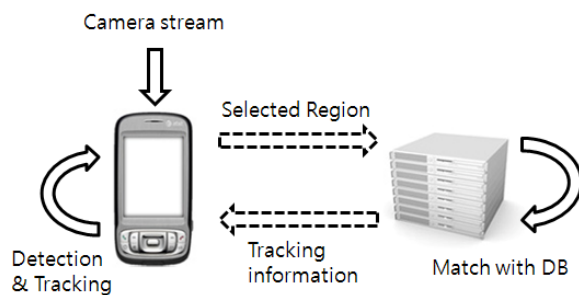 Camera stream
Selected Region
Tracking
information
Detection
& Tracking
Match with DB